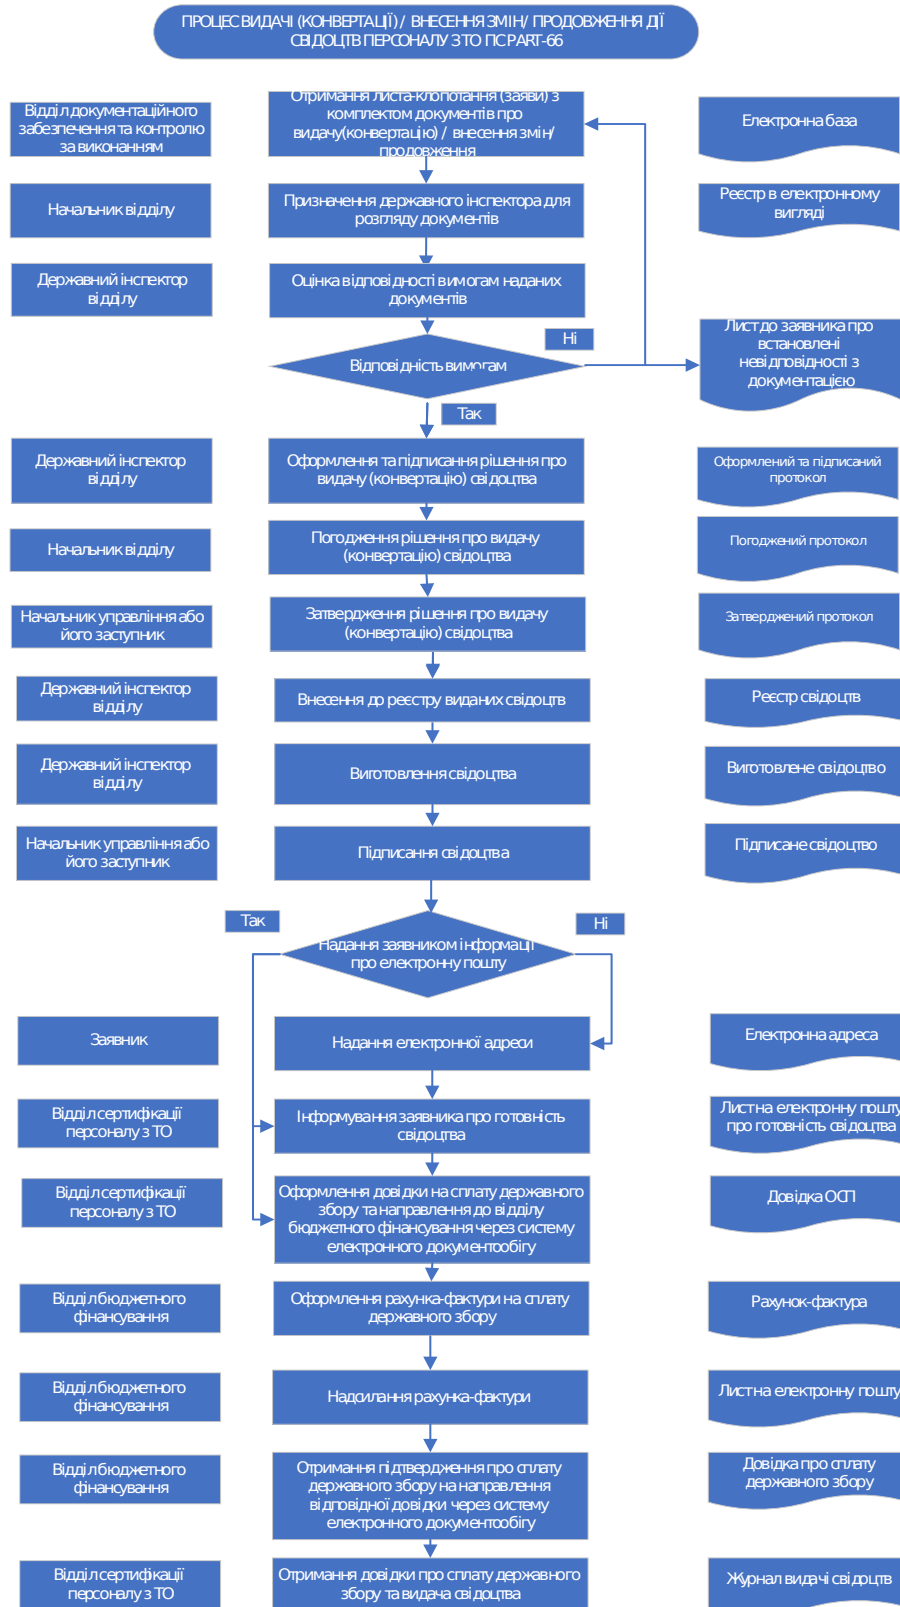 ПРОЦЕС ВИДАЧІ (КОНВЕРТАЦІЇ) / ВНЕСЕННЯ ЗМІН/ ПРОДОВЖЕННЯ ДІЇ
СВІДОЦТВ ПЕРСОНАЛУ З ТО ПС PART-66
Відділ документаційного
забезпечення та контролю
за виконанням
Отримання листа-клопотання (заяви) з
комплектом документів про
видачу(конвертацію) / внесення змін/
продовження
Електронна база
Начальник відділу
Призначення державного інспектора для
розгляду документів
Реєстр в електронному
вигляді
Державний інспектор
відділу
Оцінка відповідності вимогам наданих
документів
Ні
Відповідність вимогам
Лист до заявника про
встановлені
невідповідності з
документацією
Так
Державний інспектор
відділу
Оформлення та підписання рішення про
видачу (конвертацію) свідоцтва
Оформлений та підписаний
протокол
Начальник відділу
Погодження рішення про видачу
(конвертацію) свідоцтва
Погоджений протокол
Начальник управління або
його заступник
Затвердження рішення про видачу
(конвертацію) свідоцтва
Затверджений протокол
Державний інспектор
відділу
Внесення до реєстру виданих свідоцтв
Реєстр свідоцтв
Державний інспектор
відділу
Виготовлення свідоцтва
Виготовлене свідоцтво
Начальник управління або
його заступник
Підписання свідоцтва
Підписане свідоцтво
Так
Ні
Надання заявником інформації
про електронну пошту
Заявник
Надання електронної адреси
Електронна адреса
Відділ сертифікації
персоналу з ТО
Інформування заявника про готовність
свідоцтва
Лист на електронну пошту
про готовність свідоцтва
Відділ сертифікації
персоналу з ТО
Оформлення довідки на сплату державного
збору та направлення до відділу
бюджетного фінансування через систему
електронного документообігу
Довідка ОСП
Відділ бюджетного
фінансування
Оформлення рахунка-фактури на сплату
державного збору
Рахунок-фактура
Відділ бюджетного
фінансування
Надсилання рахунка-фактури
Лист на електронну пошту
Відділ бюджетного
фінансування
Отримання підтвердження про сплату
державного збору на направлення
відповідної довідки через систему
електронного документообігу
Довідка про сплату
державного збору
Відділ сертифікації
персоналу з ТО
Отримання довідки про сплату державного
збору та видача свідоцтва
Журнал видачі свідоцтв